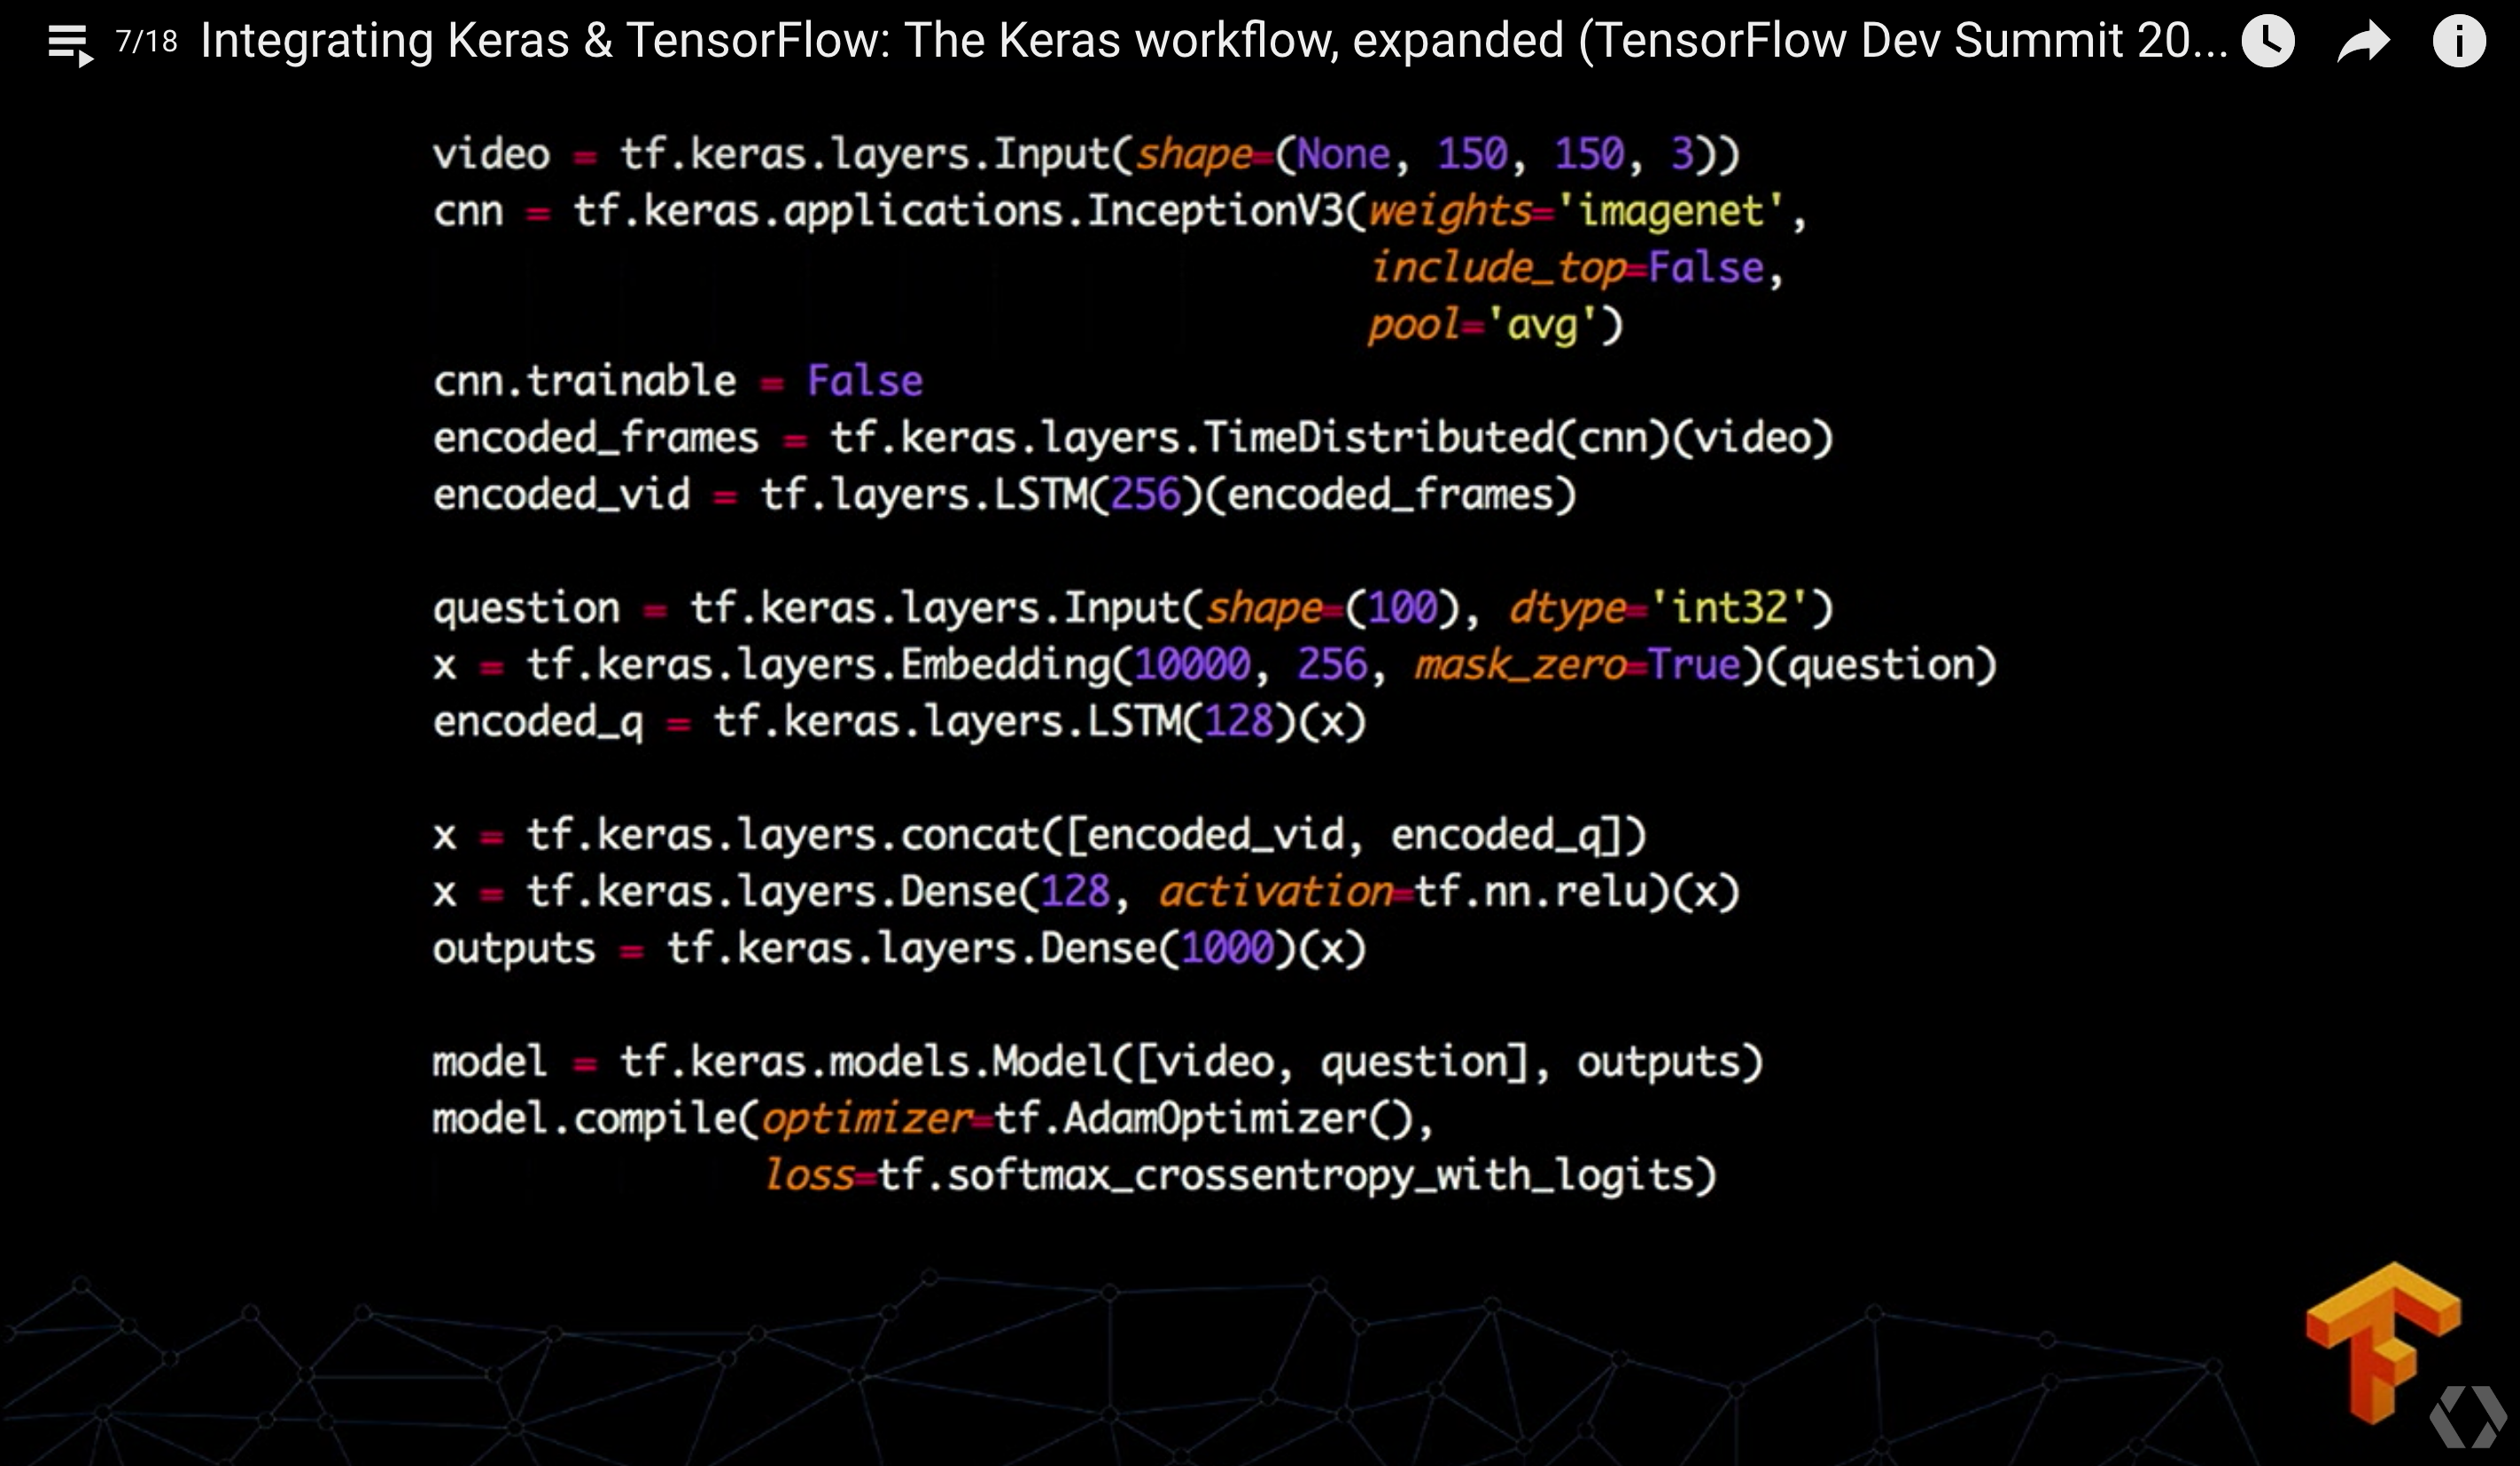 7/18 Integrating Keras & TensorFlow: The Keras workflow, expanded (TensorFlow Dev Summit 20...
video = tf.keras.layers.Input(shape=(None, 150, 150, 3))
cnn = tf.keras.applications.InceptionV3(weights='imagenet',
include_top=False,
pool='avg')
cnn.trainable = False
encoded_frames = tf.keras.layers.TimeDistributed(cnn)(video)
encoded_vid = tf.layers.LSTM(256)(encoded_frames)
question = tf.keras.layers.Input(shape=(100), dtype='int32')
x = tf.keras.layers.Embedding(10000, 256, mask_zero=True)(question)
encoded_q = tf.keras.layers.LSTM(128)(x)
x = tf.keras.layers.concat([encoded_vid, encoded_q])
x = tf.keras.layers.Dense(128, activation=tf.nn.relu)(x)
outputs = tf.keras.layers.Dense(1000)(x)
model = tf.keras.models.Model([video, question], outputs)
model.compile(optimizer=tf.AdamOptimizer(),
loss=tf.softmax_crossentropy_with_logits)